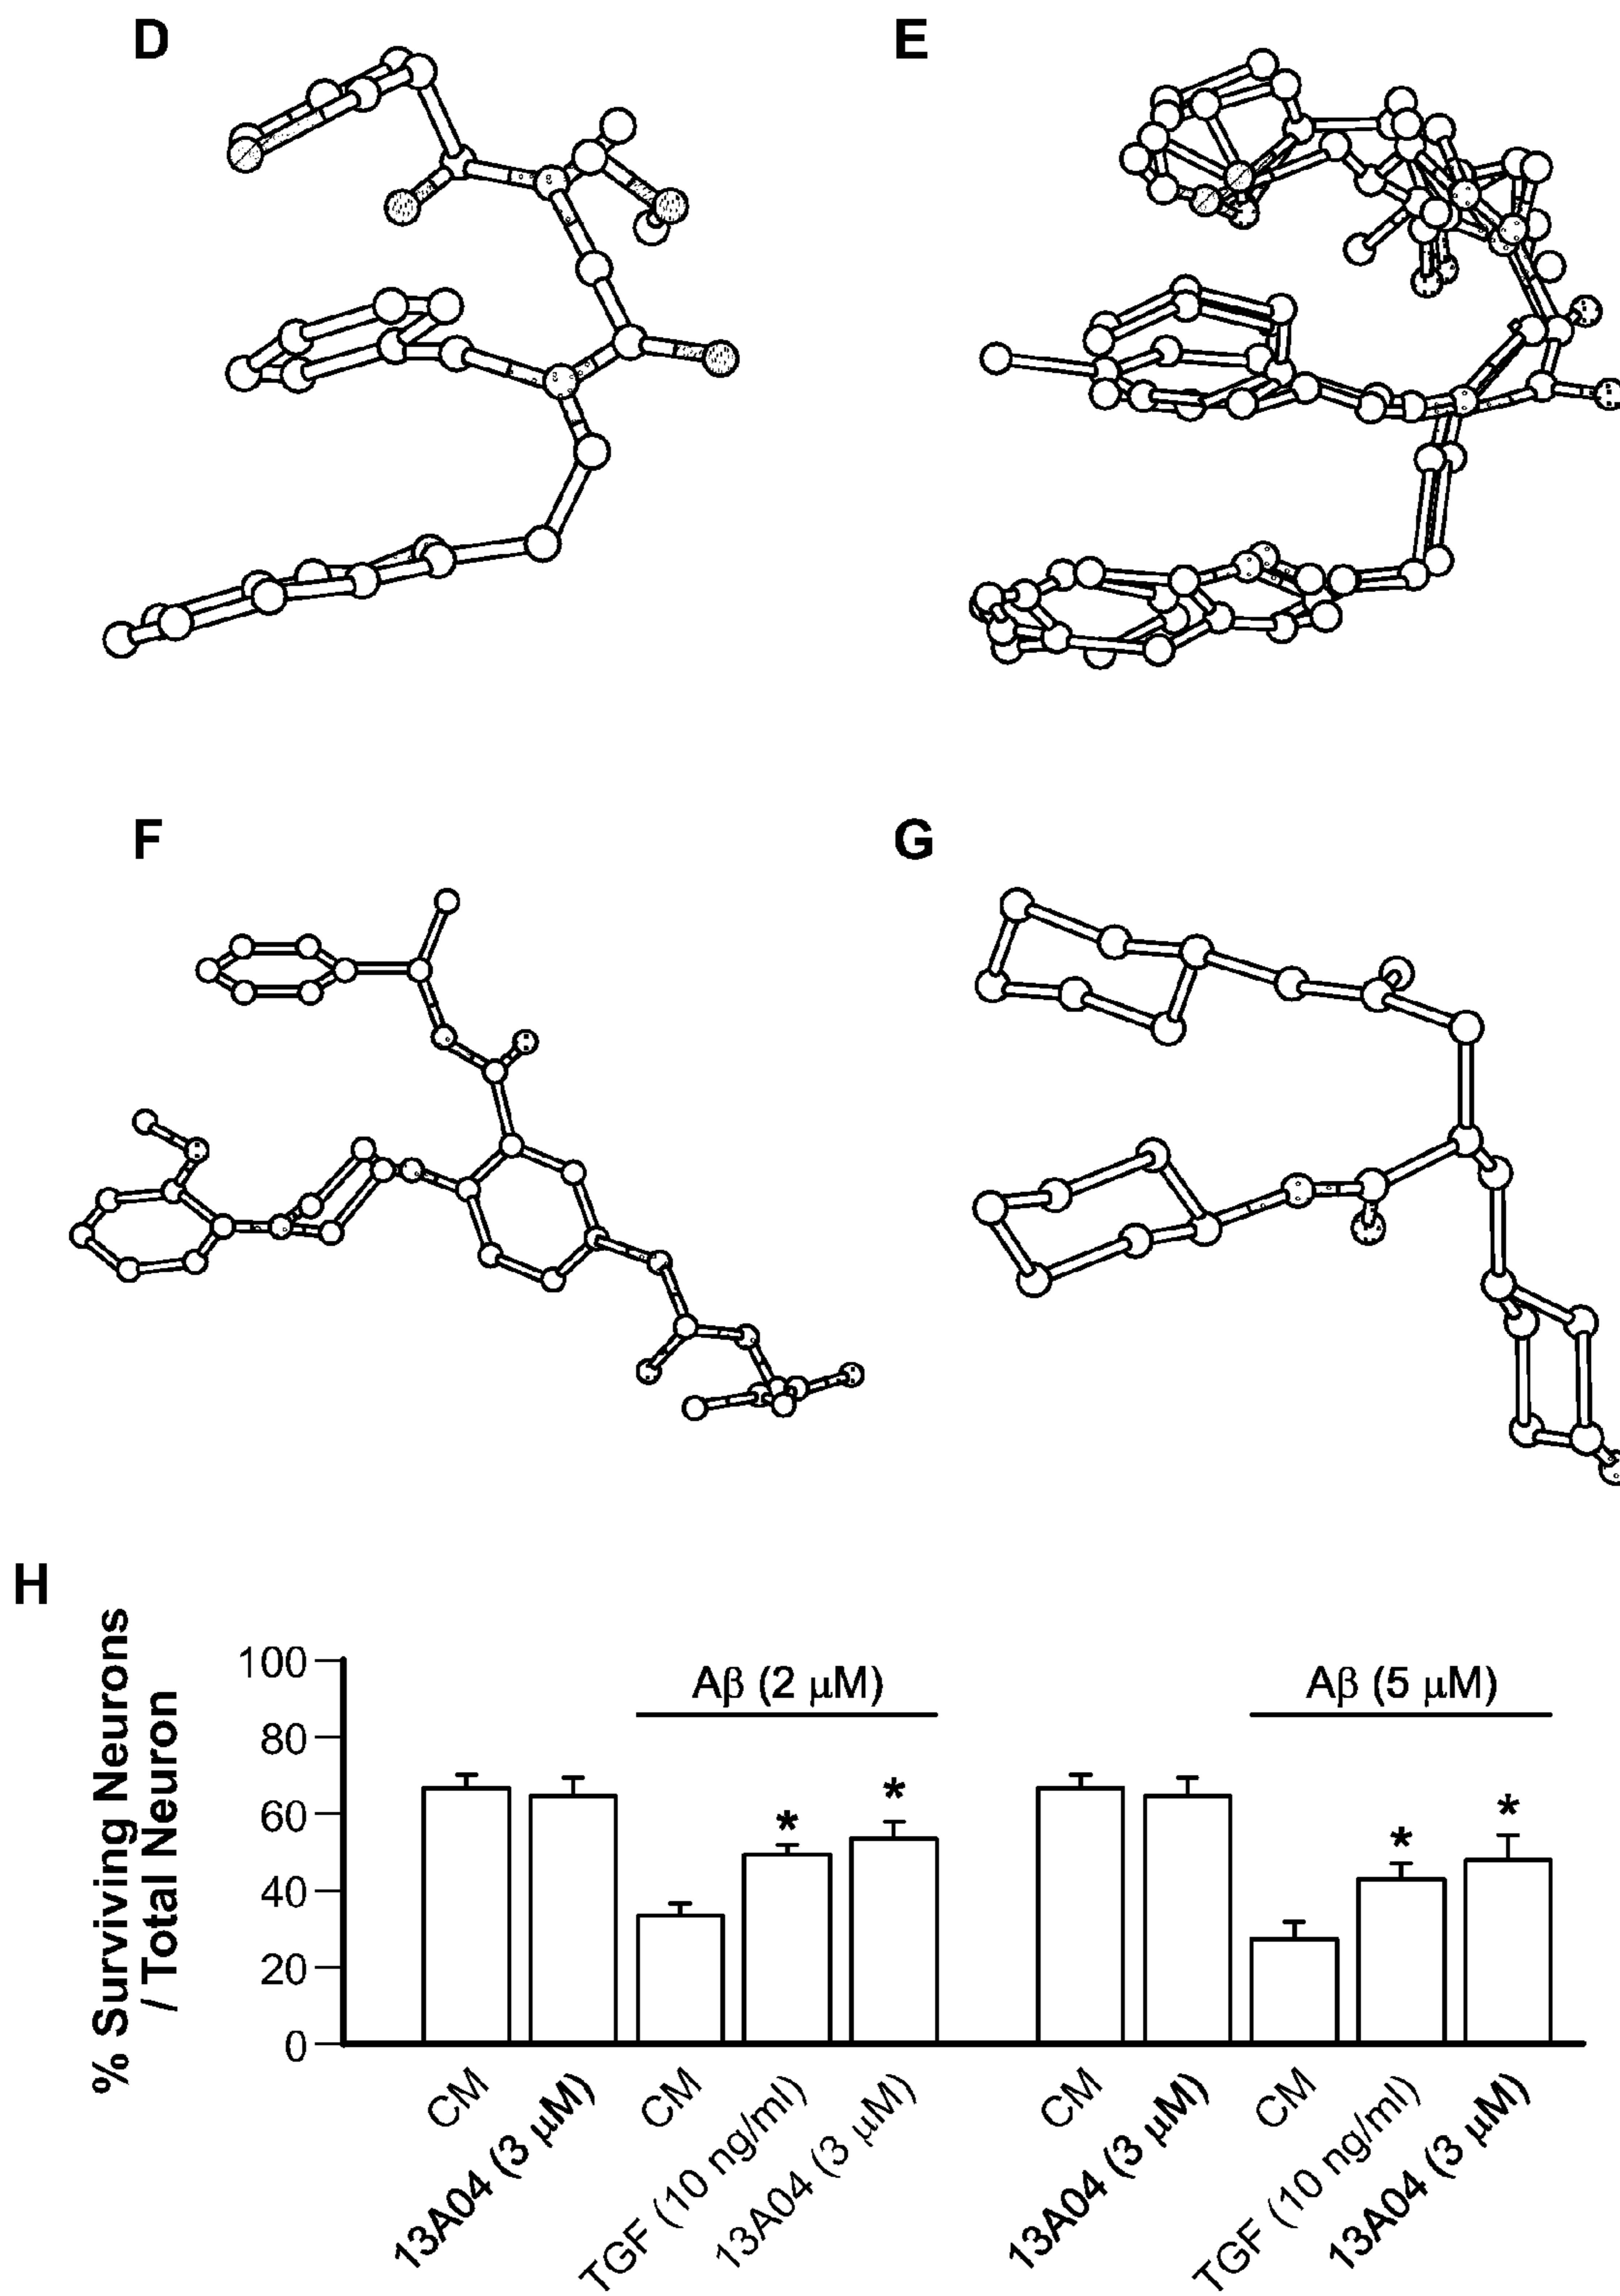 D
E
F
G
H
% Surviving Neurons
/ Total Neuron
100
80
60
40
20
0
Aβ (2 μM)
Aβ (5 μM)
*
*
*
*
CM
13A04 (3 μM)
CM
TGF (10 ng/ml)
13A04 (3 μM)
CM
13A04 (3 μM)
CM
TGF (10 ng/ml)
13A04 (3 μM)